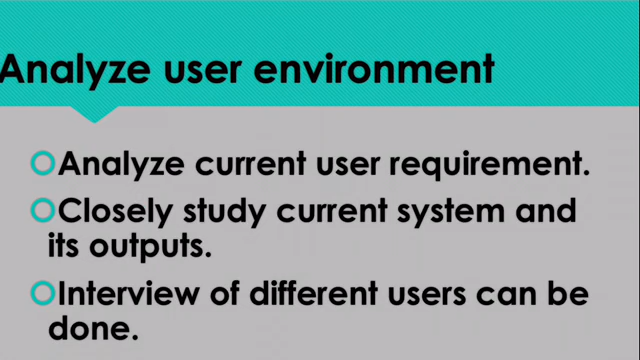 Analyze user environment
Analyze current user requirement.
Closely study current system and
its outputs.
Interview of different users can be
done.